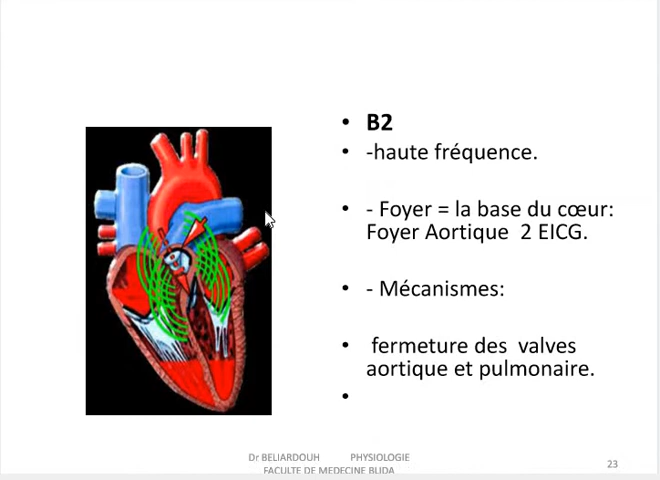 • B2
• -haute fréquence.
• - Foyer = la base du cœur:
Foyer Aortique 2 EICG.
• - Mécanismes:
• fermeture des valves
aortique et pulmonaire.
•
Dr BELIARDOUH PHYSIOLOGIE
FACULTE DE MEDECINE BLIDA
23